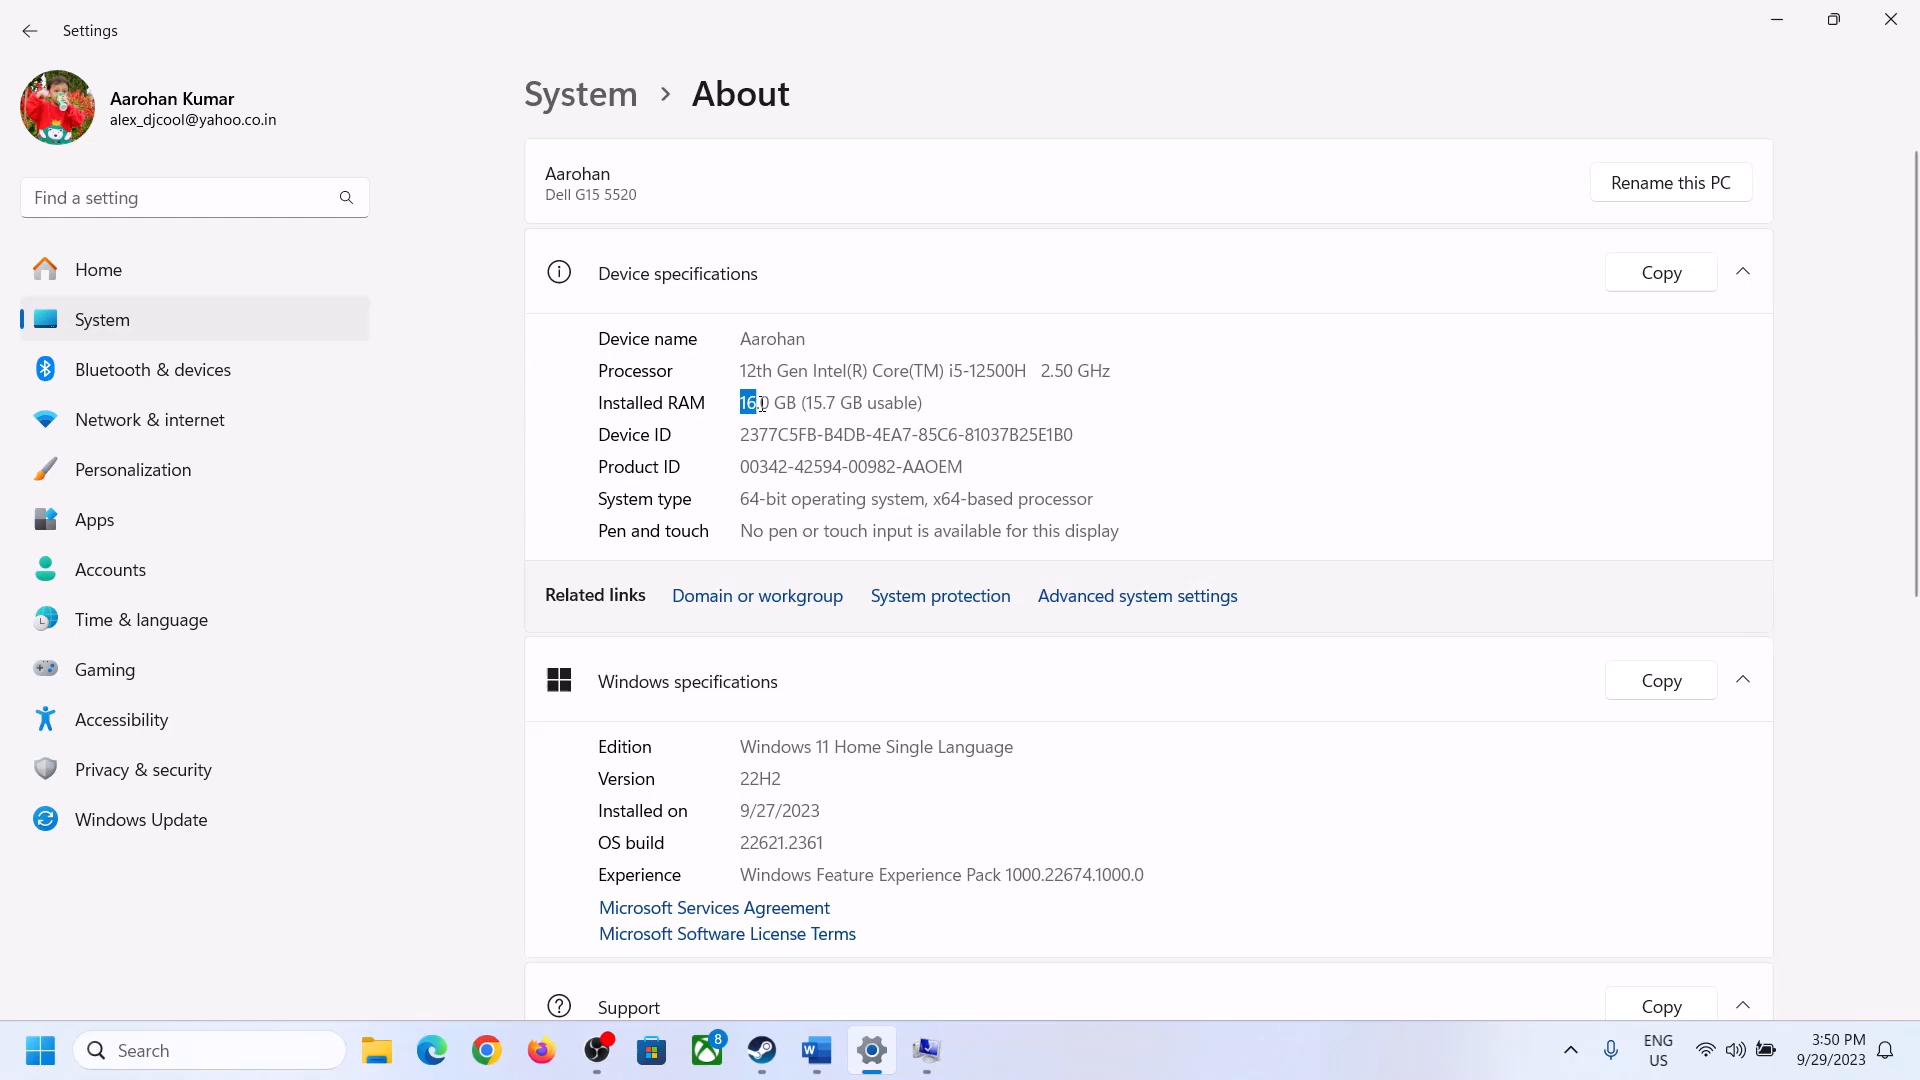 Settings
Aarohan Kumar
alex_djcool@yahoo.co.in
Find a setting
Home
System
Bluetooth & devices
Network & internet
Personalization
Apps
Accounts
Time & language
Gaming
Accessibility
Privacy & security
Windows Update
System > About
Aarohan
Dell G15 5520
Rename this PC
Device specifications Copy
Device name Aarohan
Processor 12th Gen Intel(R) Core(TM) i5-12500H 2.50 GHz
Installed RAM 16.0 GB (15.7 GB usable)
Device ID 2377C5FB-B4DB-4EA7-85C6-81037B25E1B0
Product ID 00342-42594-00982-AAOEM
System type 64-bit operating system, x64-based processor
Pen and touch No pen or touch input is available for this display
Related links Domain or workgroup System protection Advanced system settings
Windows specifications Copy
Edition Windows 11 Home Single Language
Version 22H2
Installed on 9/27/2023
OS build 22621.2361
Experience Windows Feature Experience Pack 1000.22674.1000.0
Microsoft Services Agreement
Microsoft Software License Terms
Support Copy
Search
8
ENG
US
3:50 PM
9/29/2023